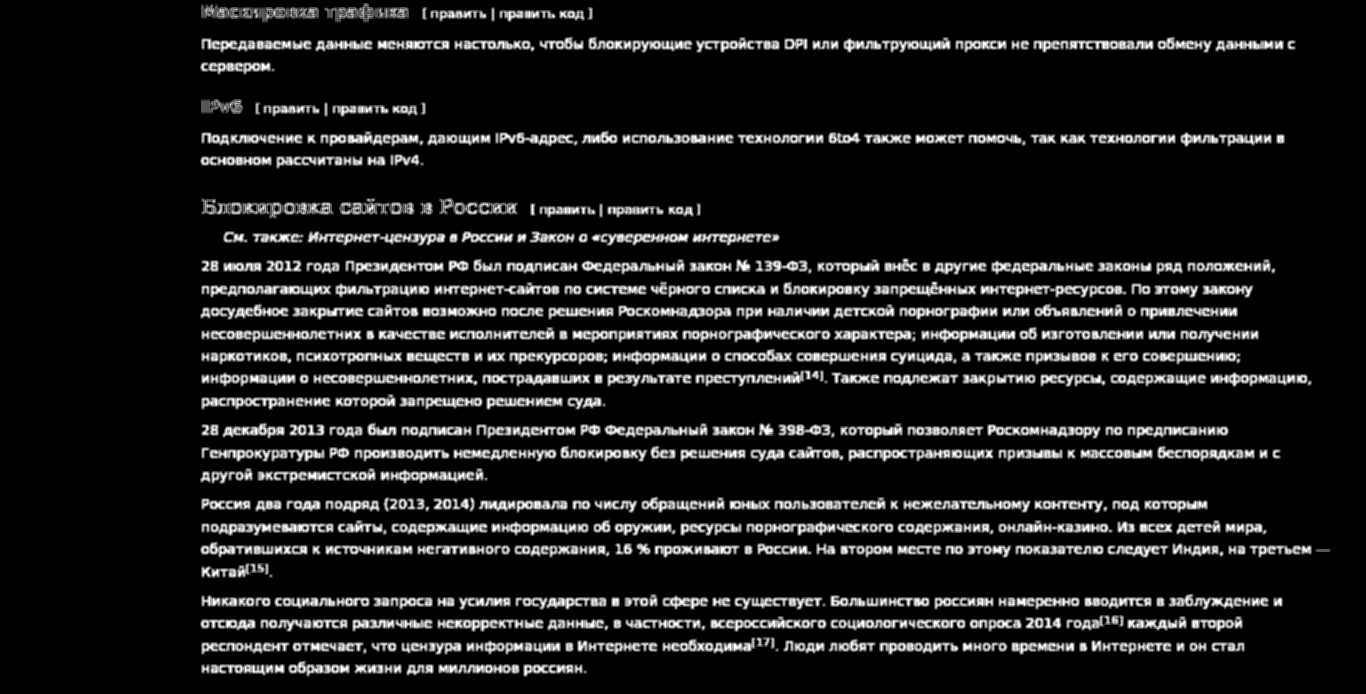 Маскировка трафика [ править | править код ]
Передаваемые данные меняются настолько, чтобы блокирующие устройства DPI или фильтрующий прокси не препятствовали обмену данными с
сервером.
IPv6 [ править | править код ]
Подключение к провайдерам, дающим IPv6-адрес, либо использование технологии 6to4 также может помочь, так как технологии фильтрации в
основном рассчитаны на IPv4.
Блокировка сайтов в России [ править | править код ]
См. также: Интернет-цензура в России и Закон о «суверенном интернете»
28 июля 2012 года Президентом РФ был подписан Федеральный закон № 139-ФЗ, который внёс в другие федеральные законы ряд положений,
предполагающих фильтрацию интернет-сайтов по системе чёрного списка и блокировку запрещённых интернет-ресурсов. По этому закону
досудебное закрытие сайтов возможно после решения Роскомнадзора при наличии детской порнографии или объявлений о привлечении
несовершеннолетних в качестве исполнителей в мероприятиях порнографического характера; информации об изготовлении или получении
наркотиков, психотропных веществ и их прекурсоров; информации о способах совершения суицида, а также призывов к его совершению;
информации о несовершеннолетних, пострадавших в результате преступлений[14]. Также подлежат закрытию ресурсы, содержащие информацию,
распространение которой запрещено решением суда.
28 декабря 2013 года был подписан Президентом РФ Федеральный закон № 398-ФЗ, который позволяет Роскомнадзору по предписанию
Генпрокуратуры РФ производить немедленную блокировку без решения суда сайтов, распространяющих призывы к массовым беспорядкам и с
другой экстремистской информацией.
Россия два года подряд (2013, 2014) лидировала по числу обращений юных пользователей к нежелательному контенту, под которым
подразумеваются сайты, содержащие информацию об оружии, ресурсы порнографического содержания, онлайн-казино. Из всех детей мира,
обратившихся к источникам негативного содержания, 16 % проживают в России. На втором месте по этому показателю следует Индия, на третьем —
Китай[15].
Никакого социального запроса на усилия государства в этой сфере не существует. Большинство россиян намеренно вводится в заблуждение и
отсюда получаются различные некорректные данные, в частности, всероссийского социологического опроса 2014 года[16] каждый второй
респондент отмечает, что цензура информации в Интернете необходима[17]. Люди любят проводить много времени в Интернете и он стал
настоящим образом жизни для миллионов россиян.